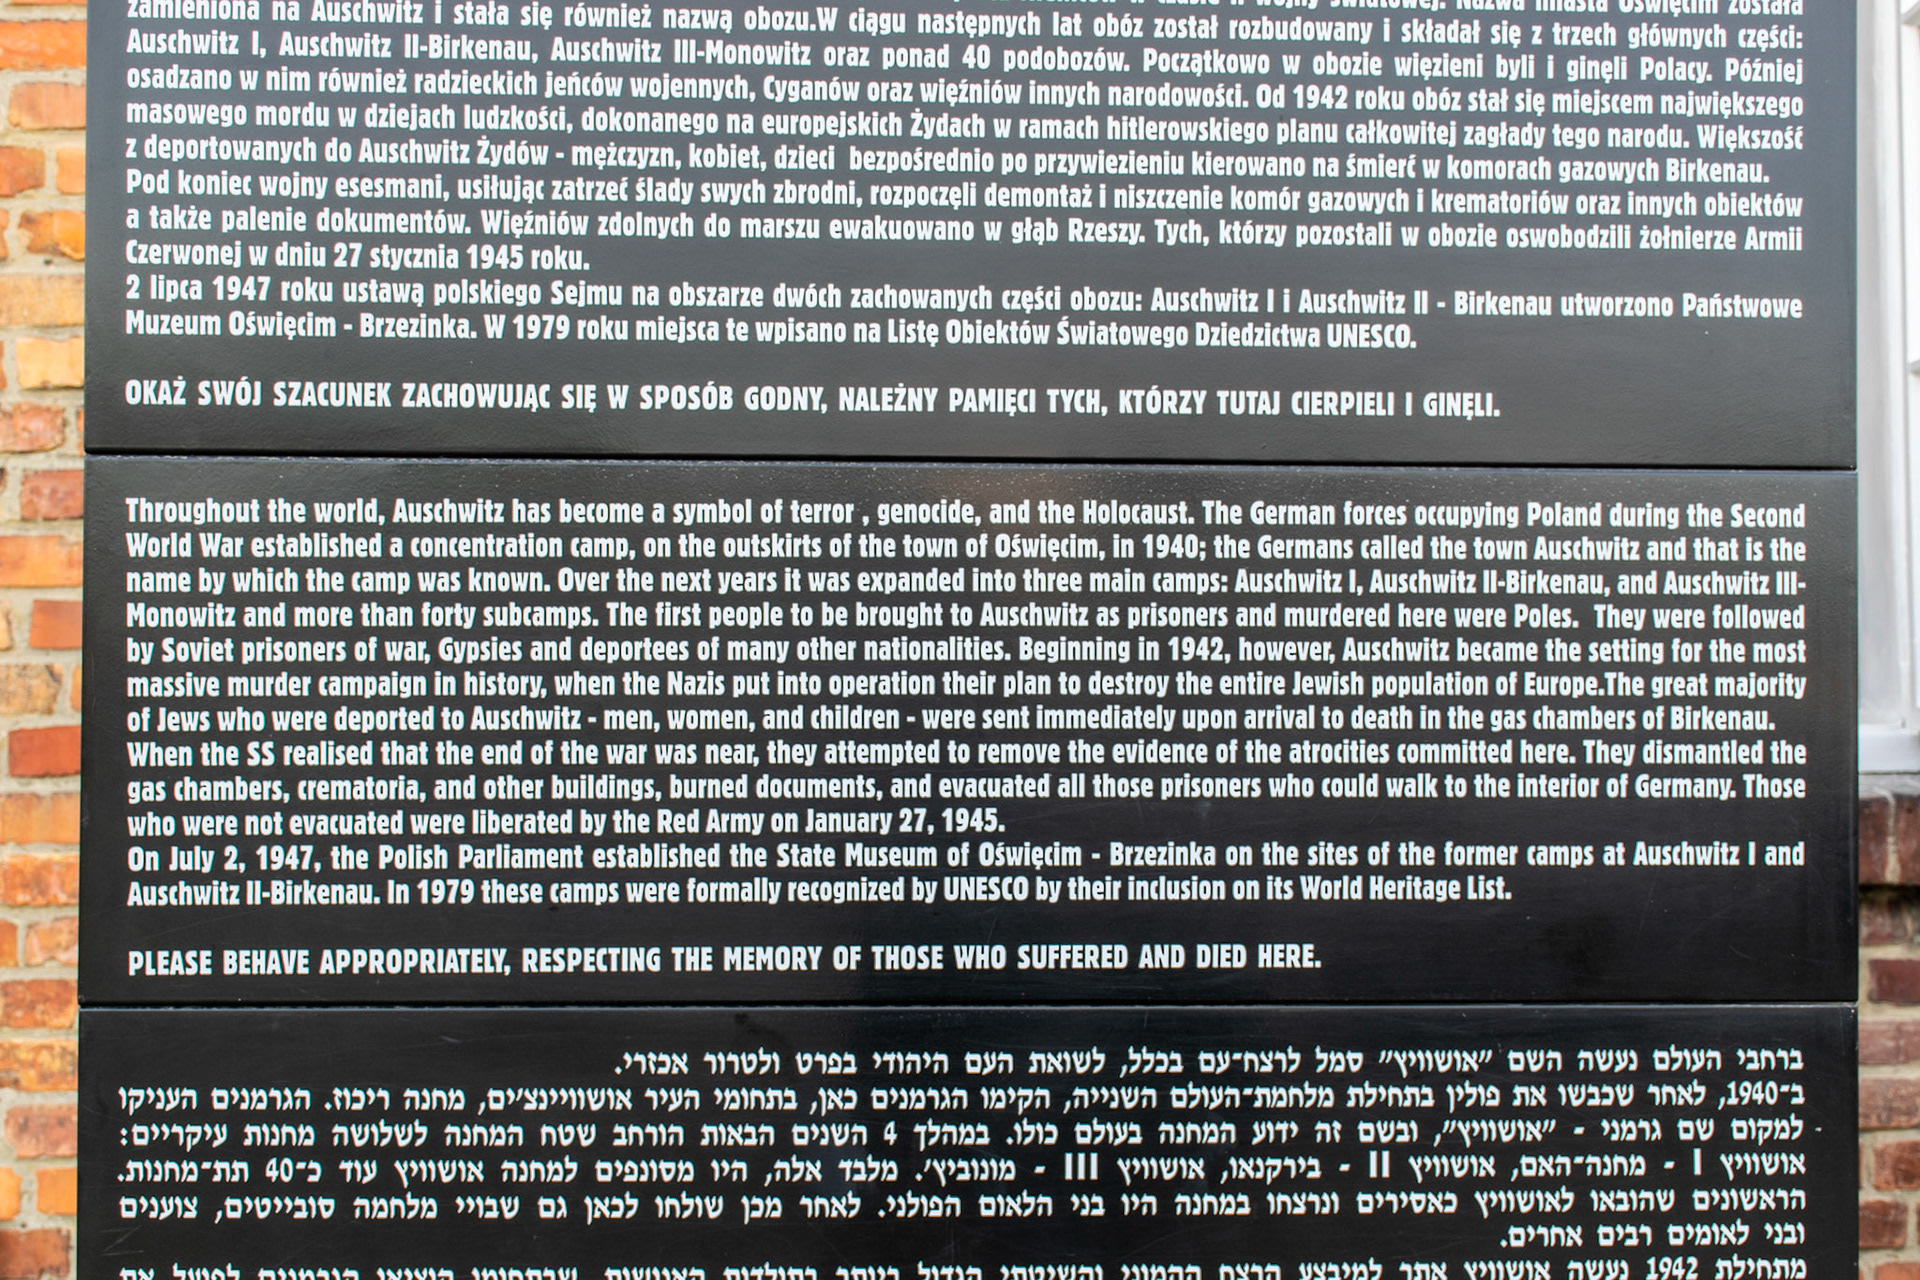 zamieniona na Auschwitz i stała się również nazwą obozu.W ciągu następnych lat obóz został rozbudowany i składał się z trzech głównych części:
Auschwitz I, Auschwitz II-Birkenau, Auschwitz III-Monowitz oraz ponad 40 podobozów. Początkowo w obozie więzieni byli i ginęli Polacy. Później
osadzano w nim również radzieckich jeńców wojennych, Cyganów oraz więźniów innych narodowości. Od 1942 roku obóz stał się miejscem największego
masowego mordu w dziejach ludzkości, dokonanego na europejskich Żydach w ramach hitlerowskiego planu całkowitej zagłady tego narodu. Większość
z deportowanych do Auschwitz Żydów - mężczyzn, kobiet, dzieci  bezpośrednio po przywiezieniu kierowano na śmierć w komorach gazowych Birkenau.
Pod koniec wojny esesmani, usiłując zatrzeć ślady swych zbrodni, rozpoczęli demontaż i niszczenie komór gazowych i krematoriów oraz innych obiektów
a także palenie dokumentów. Więźniów zdolnych do marszu ewakuowano w głąb Rzeszy. Tych, którzy pozostali w obozie oswobodzili żołnierze Armii
Czerwonej w dniu 27 stycznia 1945 roku.
2 lipca 1947 roku ustawą polskiego Sejmu na obszarze dwóch zachowanych części obozu: Auschwitz I i Auschwitz II - Birkenau utworzono Państwowe
Muzeum Oświęcim - Brzezinka. W 1979 roku miejsca te wpisano na Listę Obiektów Światowego Dziedzictwa UNESCO.
OKAŻ SWÓJ SZACUNEK ZACHOWUJĄC SIĘ W SPOSÓB GODNY, NALEŻNY PAMIĘCI TYCH, KTÓRZY TUTAJ CIERPIELI I GINĘLI.
Throughout the world, Auschwitz has become a symbol of terror , genocide, and the Holocaust. The German forces occupying Poland during the Second
World War established a concentration camp, on the outskirts of the town of Oświęcim, in 1940; the Germans called the town Auschwitz and that is the
name by which the camp was known. Over the next years it was expanded into three main camps: Auschwitz I, Auschwitz II-Birkenau, and Auschwitz III-
Monowitz and more than forty subcamps. The first people to be brought to Auschwitz as prisoners and murdered here were Poles.  They were followed
by Soviet prisoners of war, Gypsies and deportees of many other nationalities. Beginning in 1942, however, Auschwitz became the setting for the most
massive murder campaign in history, when the Nazis put into operation their plan to destroy the entire Jewish population of Europe.The great majority
of Jews who were deported to Auschwitz - men, women, and children - were sent immediately upon arrival to death in the gas chambers of Birkenau.
When the SS realised that the end of the war was near, they attempted to remove the evidence of the atrocities committed here. They dismantled the
gas chambers, crematoria, and other buildings, burned documents, and evacuated all those prisoners who could walk to the interior of Germany. Those
who were not evacuated were liberated by the Red Army on January 27, 1945.
On July 2, 1947, the Polish Parliament established the State Museum of Oświęcim - Brzezinka on the sites of the former camps at Auschwitz I and
Auschwitz II-Birkenau. In 1979 these camps were formally recognized by UNESCO by their inclusion on its World Heritage List.
PLEASE BEHAVE APPROPRIATELY, RESPECTING THE MEMORY OF THOSE WHO SUFFERED AND DIED HERE.
ברחבי העולם נעשה השם "אושוויץ" סמל לרצח־עם בכלל, לשואת העם היהודי בפרט ולטרור אכזרי.
ב־1940, לאחר שכבשו את פולין בתחילת מלחמת־העולם השנייה, הקימו הגרמנים כאן, בתחומי העיר אושוויינצ'ים, מחנה ריכוז. הגרמנים העניקו
למקום שם גרמני - "אושוויץ", ובשם זה ידוע המחנה בעולם כולו. במהלך 4 השנים הבאות הורחב שטח המחנה לשלושה מחנות עיקריים:
אושוויץ I - מחנה־האם, אושוויץ II - בירקנאו, אושוויץ III - מונוביץ'. מלבד אלה, היו מסונפים למחנה אושוויץ עוד כ־40 תת־מחנות.
הראשונים שהובאו לאושוויץ כאסירים ונרצחו במחנה היו בני הלאום הפולני. לאחר מכן שולחו לכאן גם שבויי מלחמה סובייטים, צוענים
ובני לאומים רבים אחרים.
מתחילת 1942 נעשה אושוויץ אתר למיבצע הרצח ההמוני והשיטתי הגדול ביותר בתולדות האנושות, שבתחומו הוציאו הגרמנים לפועל את